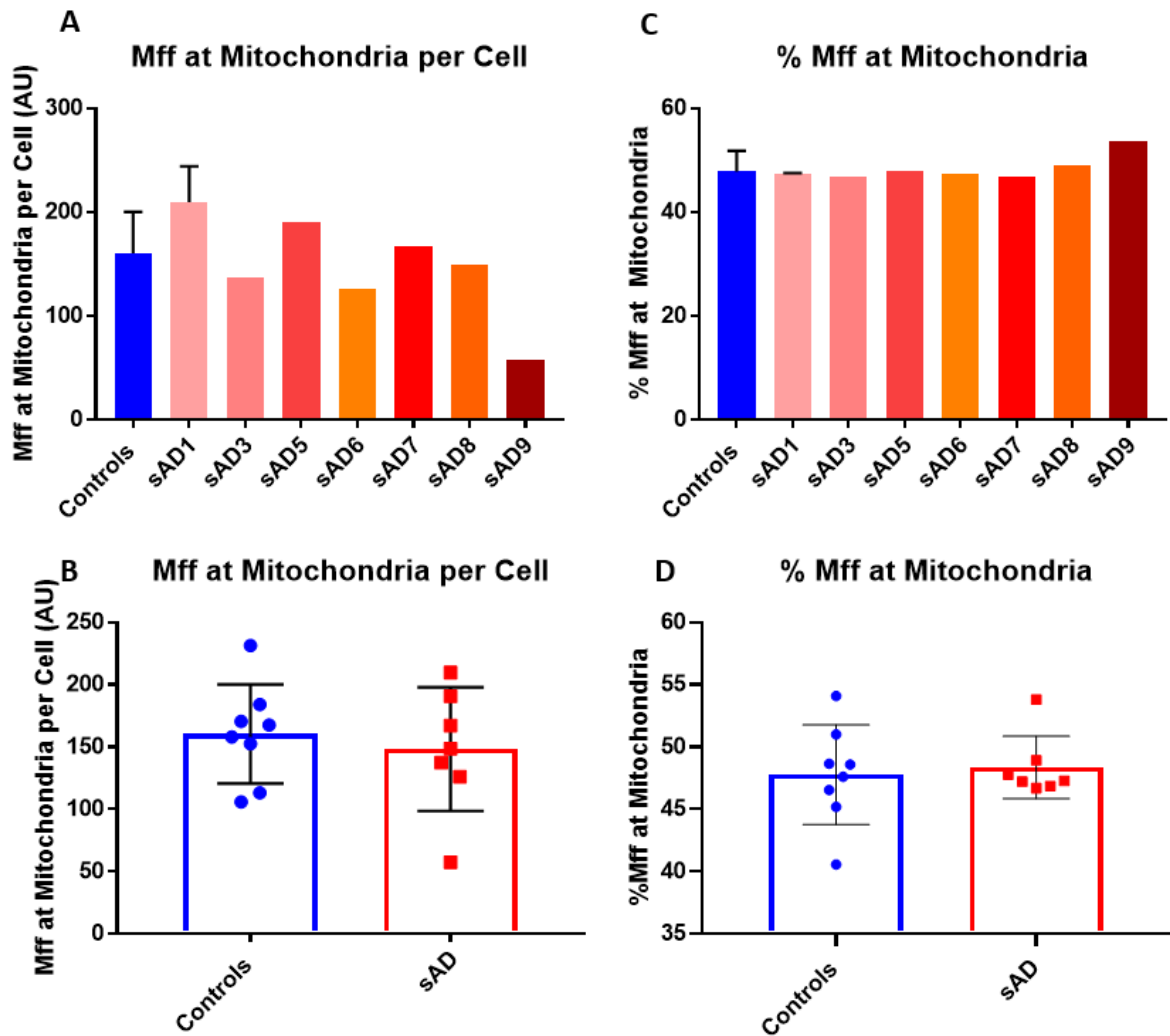 A
Mff at Mitochondria per Cell
Mff at Mitochondria per Cell (AU)
300
200
100
0
Controls
sAD1
sAD3
sAD5
sAD6
sAD7
sAD8
sAD9
C
% Mff at Mitochondria
% Mff at Mitochondria
60
40
20
0
Controls
sAD1
sAD3
sAD5
sAD6
sAD7
sAD8
sAD9
B
Mff at Mitochondria per Cell
Mff at Mitochondria per Cell (AU)
250
200
150
100
50
0
Controls
sAD
D
% Mff at Mitochondria
%Mff at Mitochondria
60
55
50
45
40
35
Controls
sAD